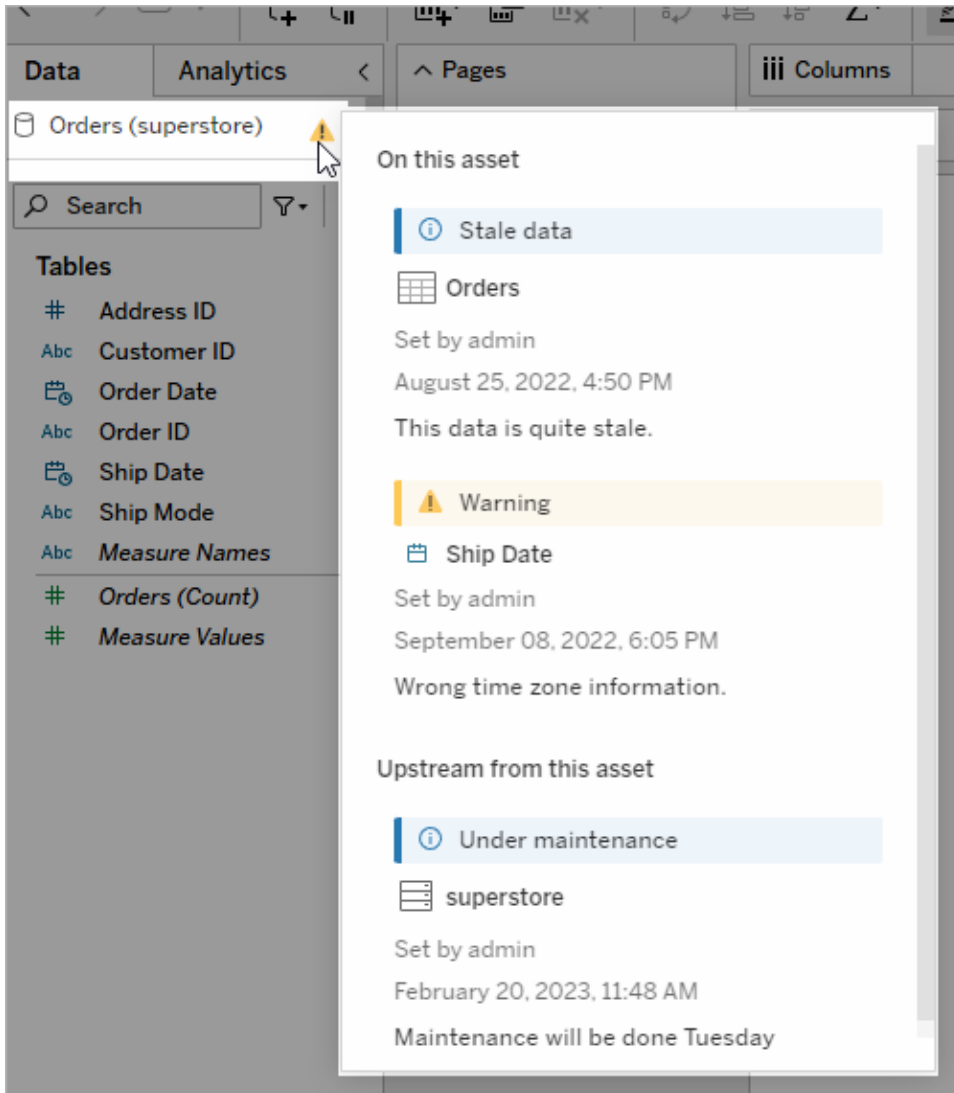 Data
Analytics
Pages
Columns
Orders (superstore)
Search
Tables
# Address ID
Abc Customer ID
Order Date
Abc Order ID
Ship Date
Abc Ship Mode
Abc Measure Names
# Orders (Count)
# Measure Values
On this asset
Stale data
Orders
Set by admin
August 25, 2022, 4:50 PM
This data is quite stale.
Warning
Ship Date
Set by admin
September 08, 2022, 6:05 PM
Wrong time zone information.
Upstream from this asset
Under maintenance
superstore
Set by admin
February 20, 2023, 11:48 AM
Maintenance will be done Tuesday